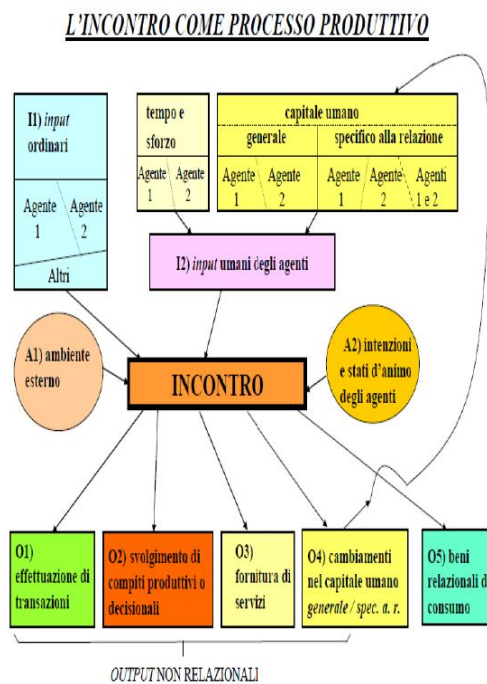 L'INCONTRO COME PROCESSO PRODUTTIVO
I1) input
ordinari
Agente
1
Agente
2
Altri
tempo e
sforzo
Agente
1
Agente
2
capitale umano
generale
specifico alla relazione
Agente
1
Agente
2
Agente
1
Agente
2
Agenti
1 e 2
I2) input umani degli agenti
A1) ambiente
esterno
INCONTRO
A2) intenzioni
e stati d'animo
degli agenti
O1)
effettuazione di
transazioni
O2) svolgimento di
compiti produttivi o
decisionali
O3)
fornitura di
servizi
O4) cambiamenti
nel capitale umano
generale / spec. a. r.
O5) beni
relazionali di
consumo
OUTPUT NON RELAZIONALI